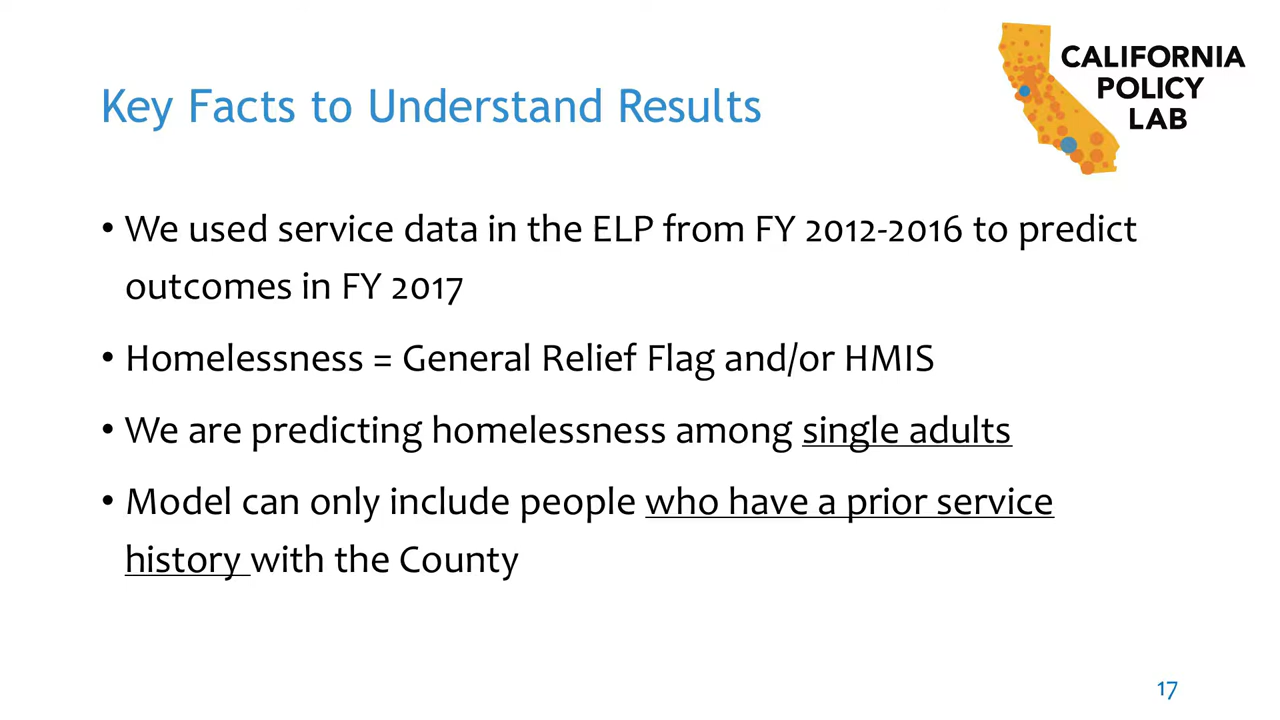 CALIFORNIA
POLICY
LAB
Key Facts to Understand Results
• We used service data in the ELP from FY 2012-2016 to predict
outcomes in FY 2017
• Homelessness = General Relief Flag and/or HMIS
• We are predicting homelessness among single adults
• Model can only include people who have a prior service
history with the County
17